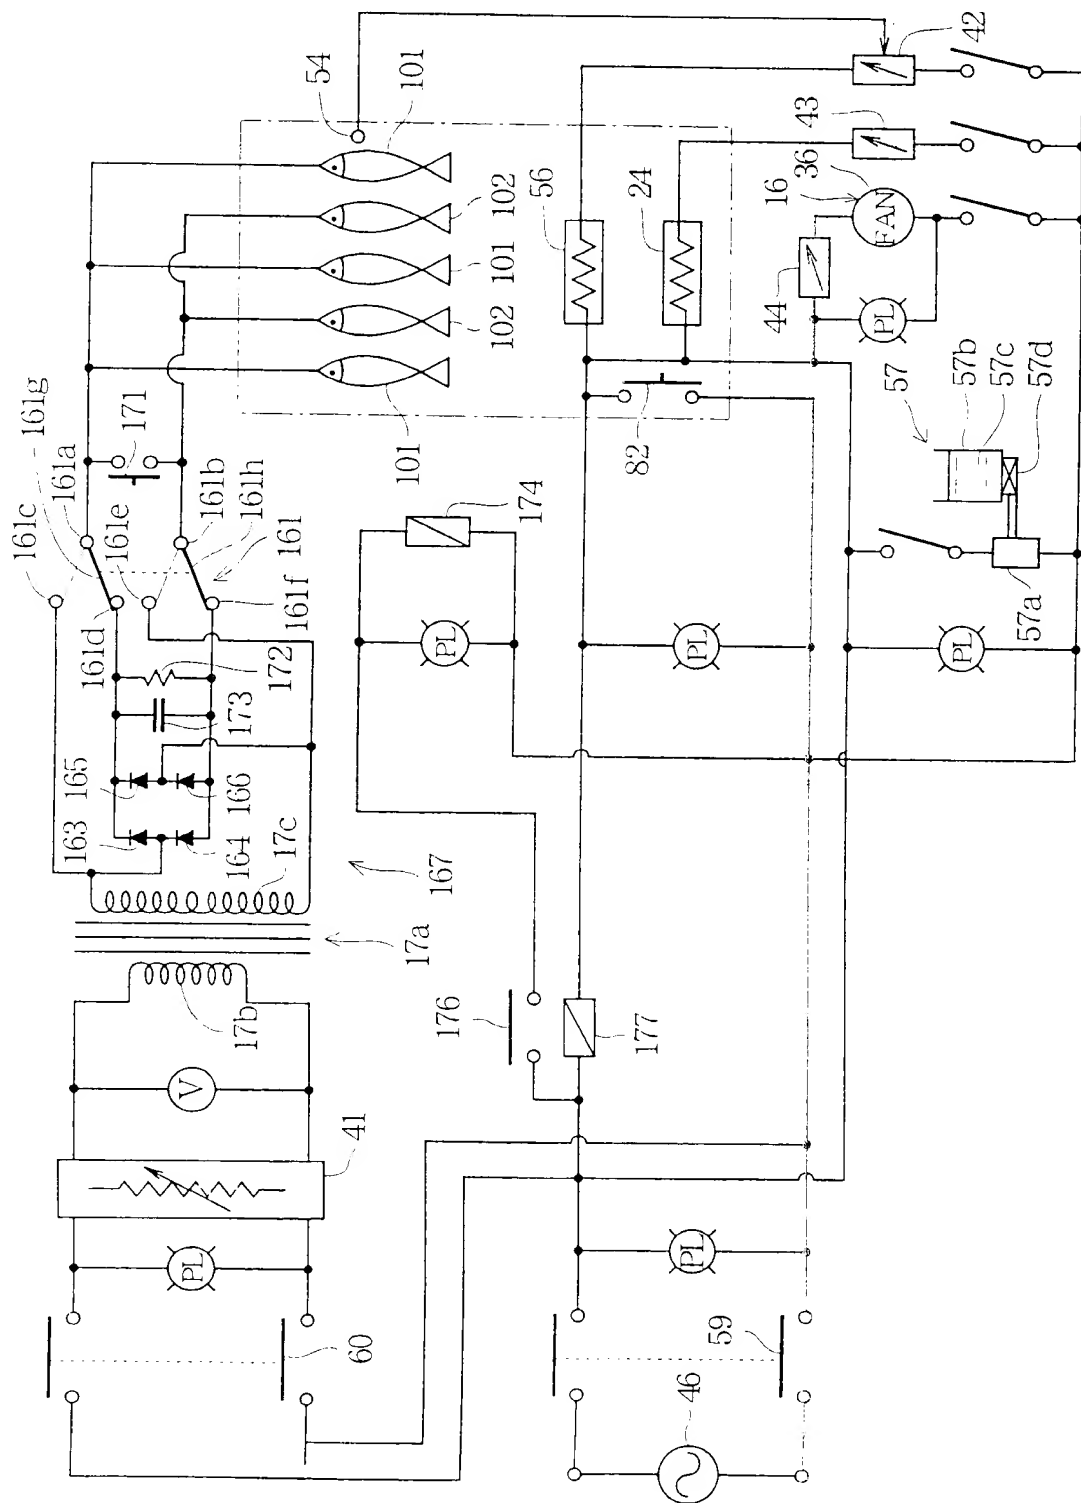 161c
161a
161g
171
161e
161b
161h
161
161f
161d
172
173
165
166
163
164
17c
167
17a
17b
V
41
PL
60
54
101
102
101
102
101
56
24
82
42
43
36
16
FAN
44
PL
57
57b
57c
57d
57a
174
PL
PL
PL
176
177
PL
59
46